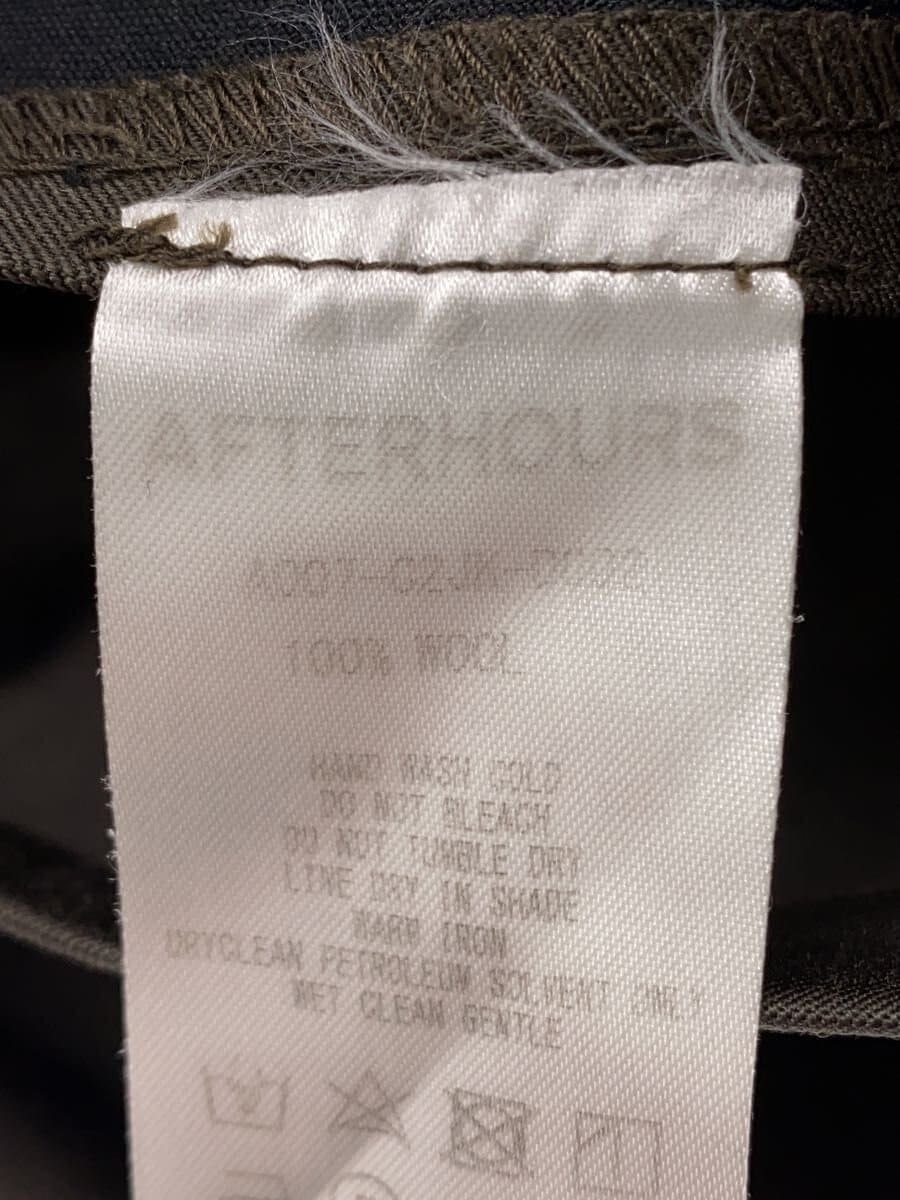 AFTERHOURS
100% WOOL
HAND WASH COLD
DO NOT BLEACH
DO NOT TUMBLE DRY
LINE DRY IN SHADE
WARM IRON
DRYCLEAN PETROLEUM SOLVENT ONLY
WET CLEAN GENTLE